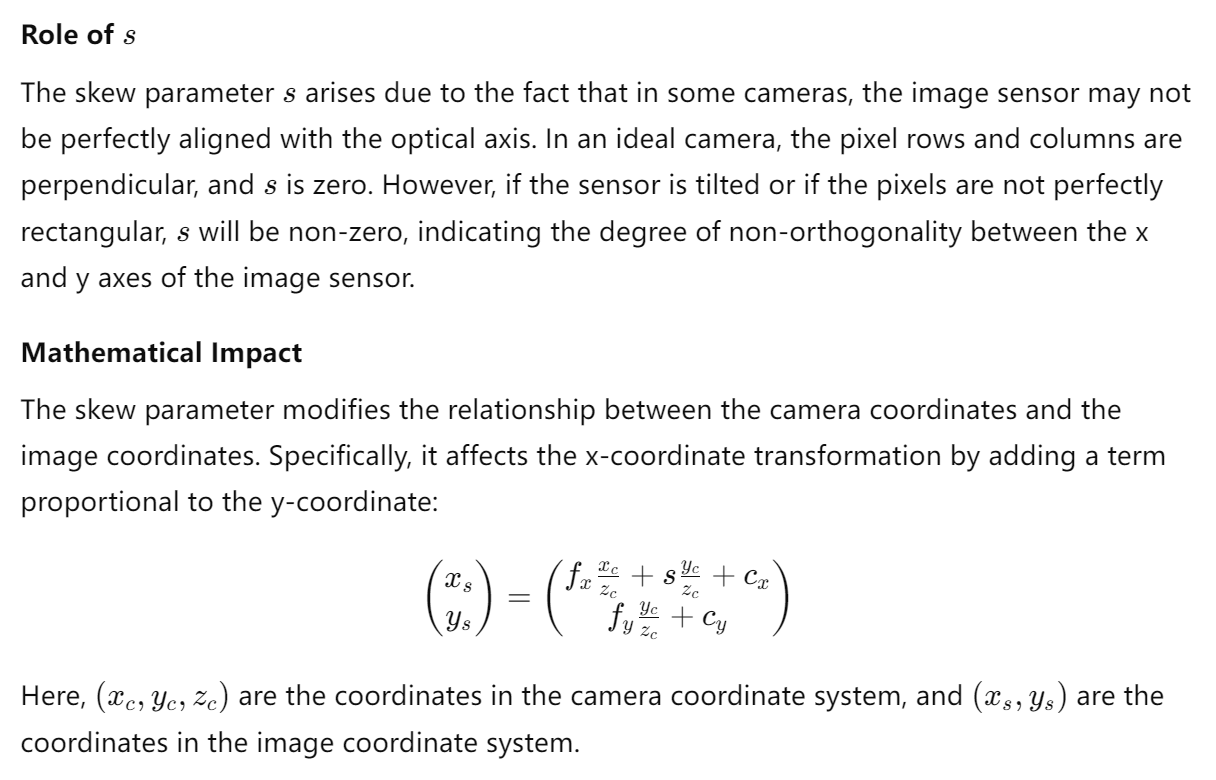 Role of s
The skew parameter s arises due to the fact that in some cameras, the image sensor may not
be perfectly aligned with the optical axis. In an ideal camera, the pixel rows and columns are
perpendicular, and s is zero. However, if the sensor is tilted or if the pixels are not perfectly
rectangular, s will be non-zero, indicating the degree of non-orthogonality between the x
and y axes of the image sensor.
Mathematical Impact
The skew parameter modifies the relationship between the camera coordinates and the
image coordinates. Specifically, it affects the x-coordinate transformation by adding a term
proportional to the y-coordinate:
\begin{pmatrix} x_s \\ y_s \end{pmatrix} = \begin{pmatrix} f_x \frac{x_c}{z_c} + s \frac{y_c}{z_c} + c_x \\ f_y \frac{y_c}{z_c} + c_y \end{pmatrix}
Here, (x_c, y_c, z_c) are the coordinates in the camera coordinate system, and (x_s, y_s) are the
coordinates in the image coordinate system.